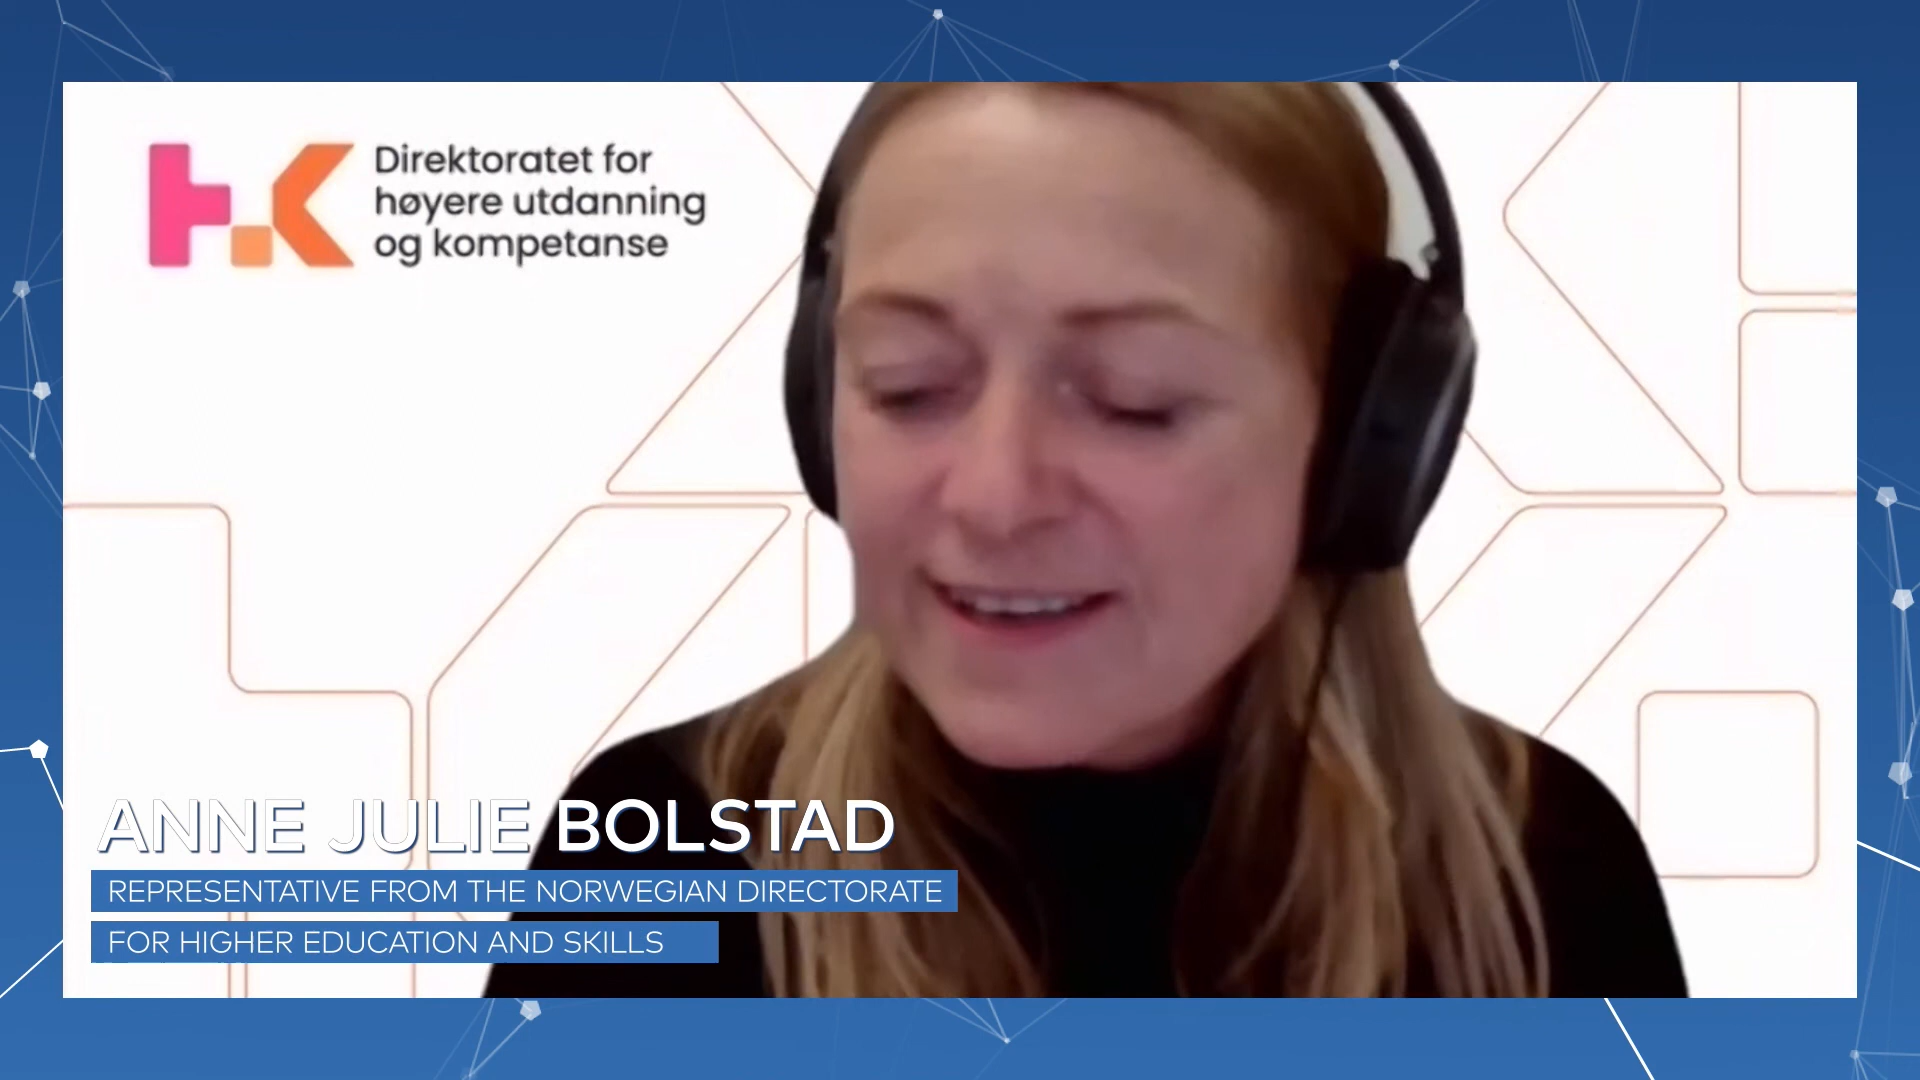 Direktoratet for
høyere utdanning
og kompetanse
ANNE JULIE BOLSTAD
REPRESENTATIVE FROM THE NORWEGIAN DIRECTORATE
FOR HIGHER EDUCATION AND SKILLS